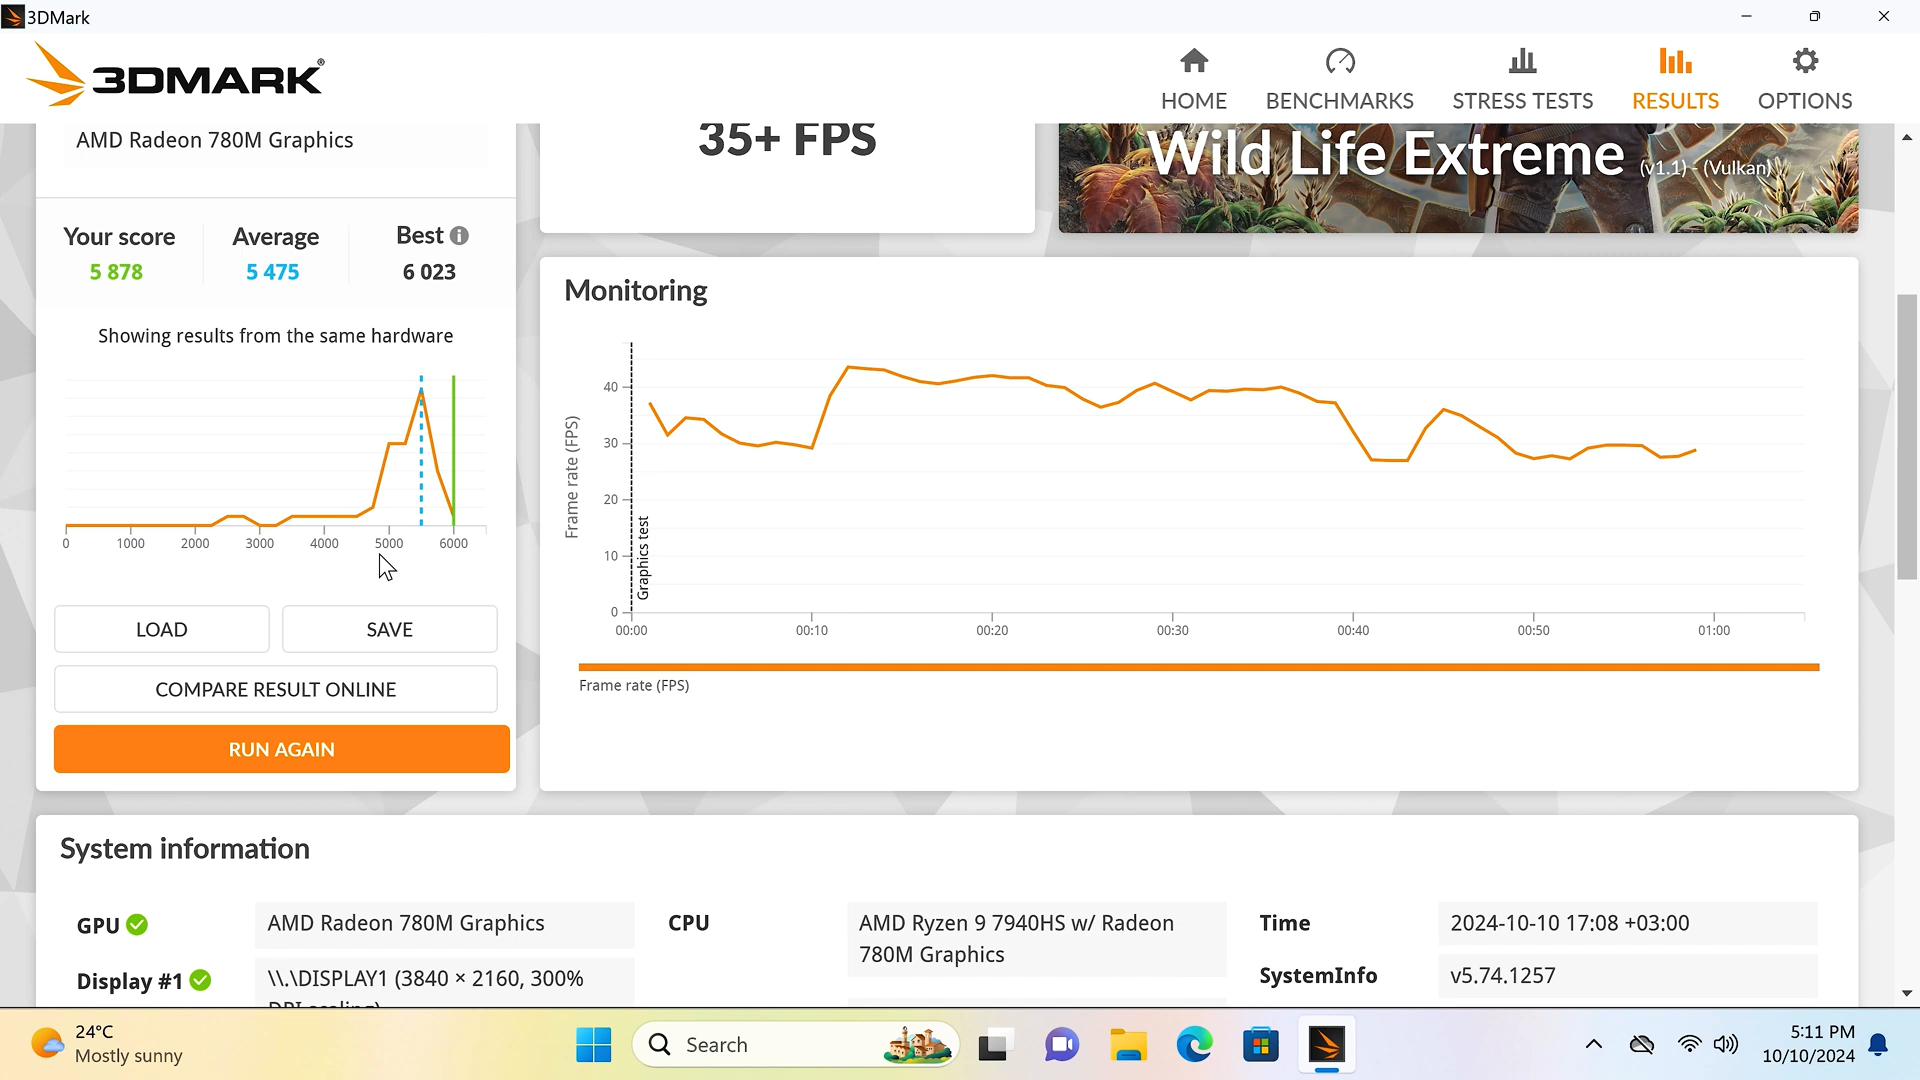 3DMark
3DMARK®
HOME
BENCHMARKS
STRESS TESTS
RESULTS
OPTIONS
AMD Radeon 780M Graphics
35+ FPS
Wild Life Extreme (v1.1) - (Vulkan)
Your score
Average
Best
5 878
5 475
6 023
Showing results from the same hardware
0
1000
2000
3000
4000
5000
6000
LOAD
SAVE
COMPARE RESULT ONLINE
RUN AGAIN
Monitoring
Frame rate (FPS)
40
30
20
10
0
Graphics test
00:00
00:10
00:20
00:30
00:40
00:50
01:00
Frame rate (FPS)
System information
GPU
AMD Radeon 780M Graphics
Display #1
\\.\DISPLAY1 (3840 × 2160, 300%
DPI scaling)
CPU
AMD Ryzen 9 7940HS w/ Radeon
780M Graphics
Time
2024-10-10 17:08 +03:00
SystemInfo
v5.74.1257
24°C
Mostly sunny
Search
5:11 PM
10/10/2024